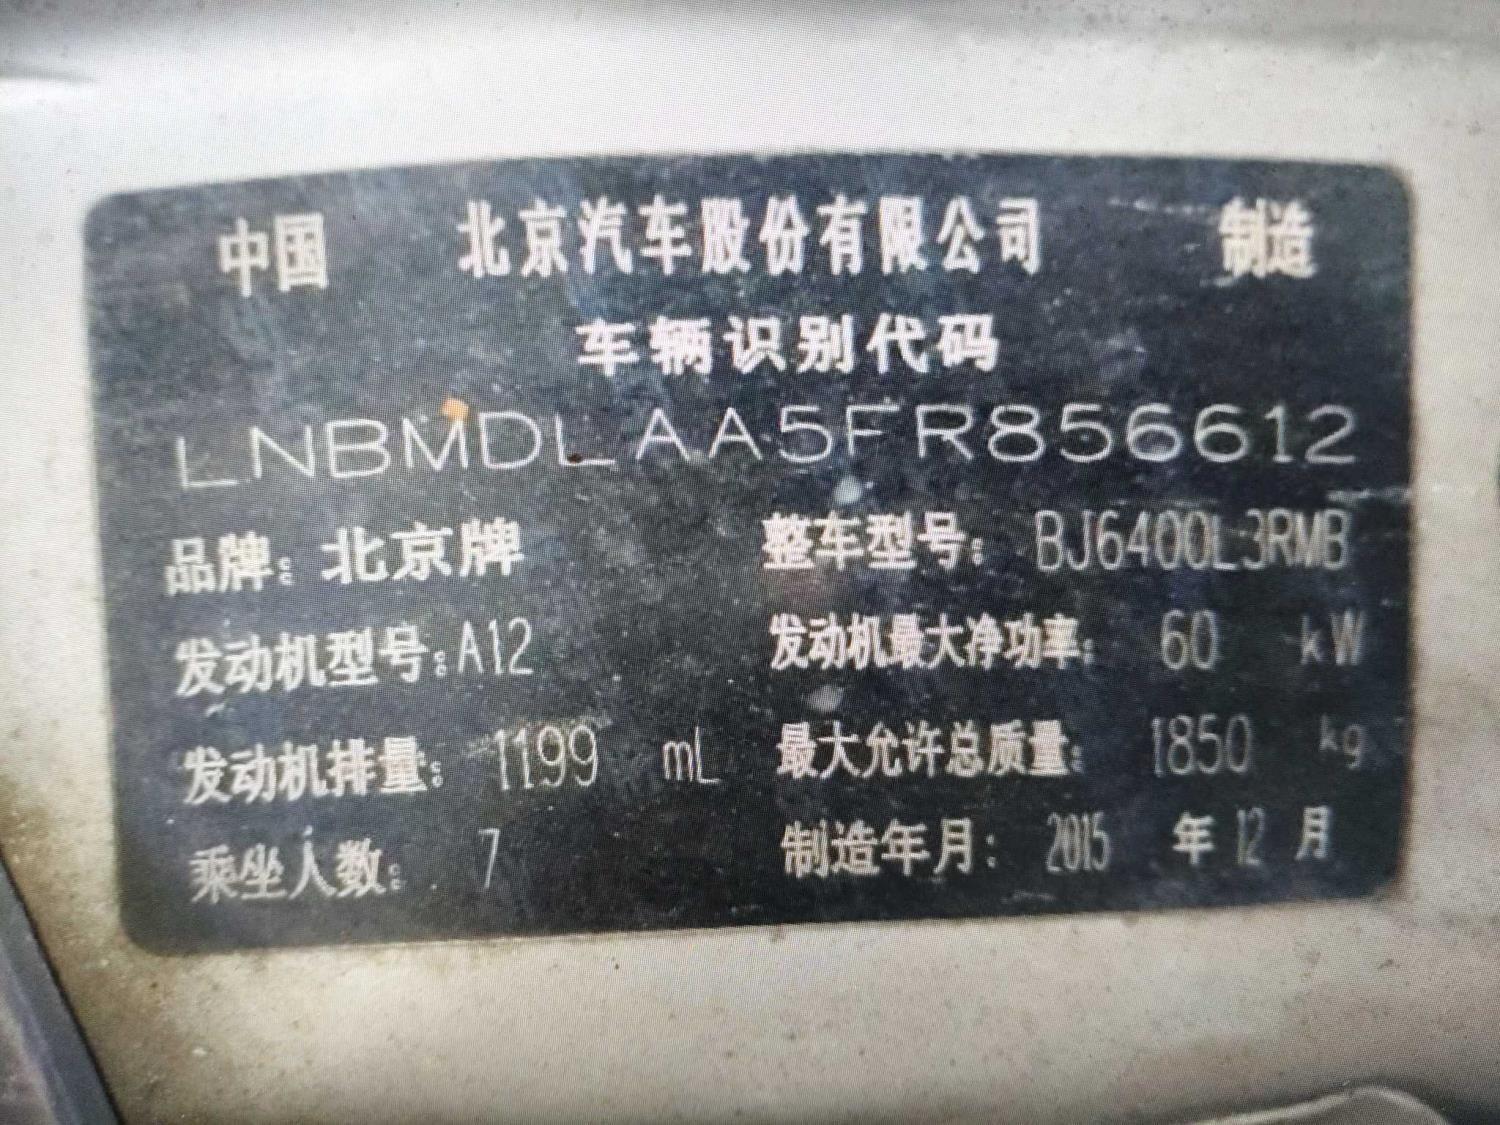 中国 北京汽车股份有限公司 制造
车辆识别代码
LNBMDLAA5FR856612
品牌: 北京牌 整车型号: BJ6400L3RMB
发动机型号: A12 发动机最大净功率: 60 kW
发动机排量: 1199 mL 最大允许总质量: 1850 kg
乘坐人数: 7 制造年月: 2015 年 12 月